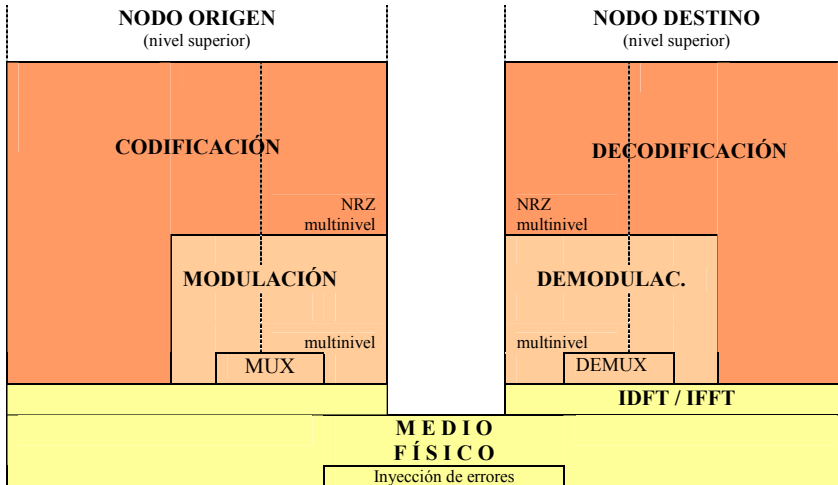 NODO ORIGEN
(nivel superior)
NODO DESTINO
(nivel superior)
CODIFICACIÓN
DECODIFICACIÓN
NRZ
multinivel
NRZ
multinivel
MODULACIÓN
DEMODULAC.
multinivel
multinivel
MUX
DEMUX
IDFT / IFFT
M E D I O
F Í S I C O
Inyección de errores